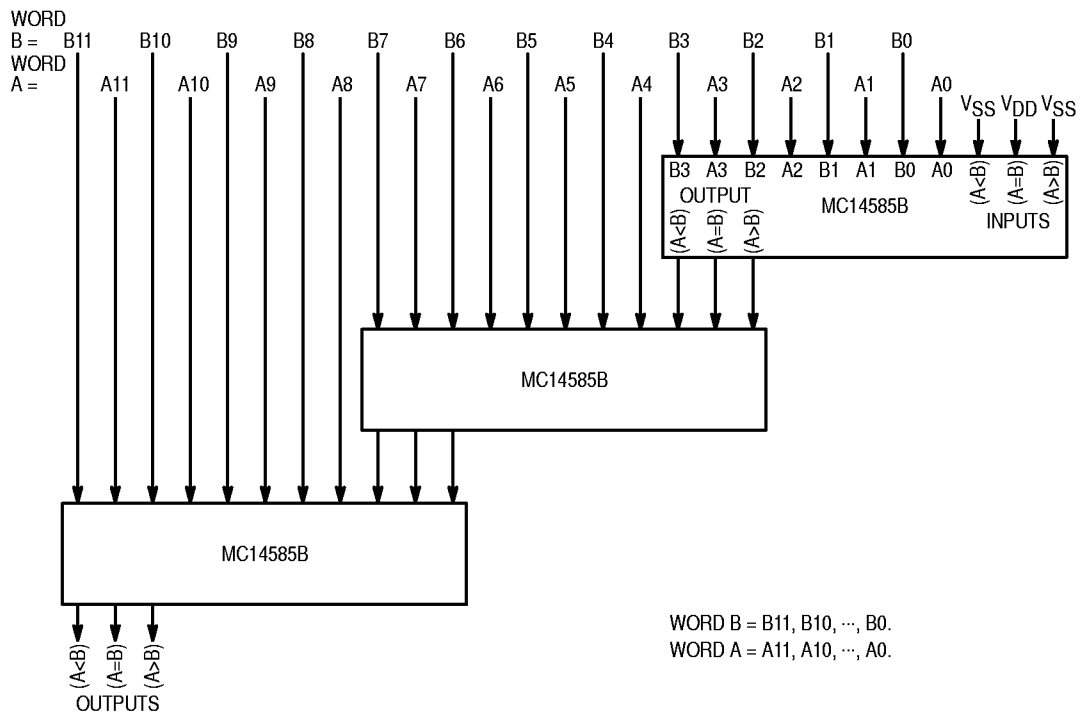 WORD
B = B11 B10 B9 B8 B7 B6 B5 B4 B3 B2 B1 B0
WORD
A = A11 A10 A9 A8 A7 A6 A5 A4 A3 A2 A1 A0
VSS VDD VSS
B3 A3 B2 A2 B1 A1 B0 A0 (A<B) (A=B) (A>B)
OUTPUT MC14585B INPUTS
(A<B) (A=B) (A>B)
MC14585B
MC14585B
(A<B) (A=B) (A>B)
OUTPUTS
WORD B = B11, B10, ···, B0.
WORD A = A11, A10, ···, A0.